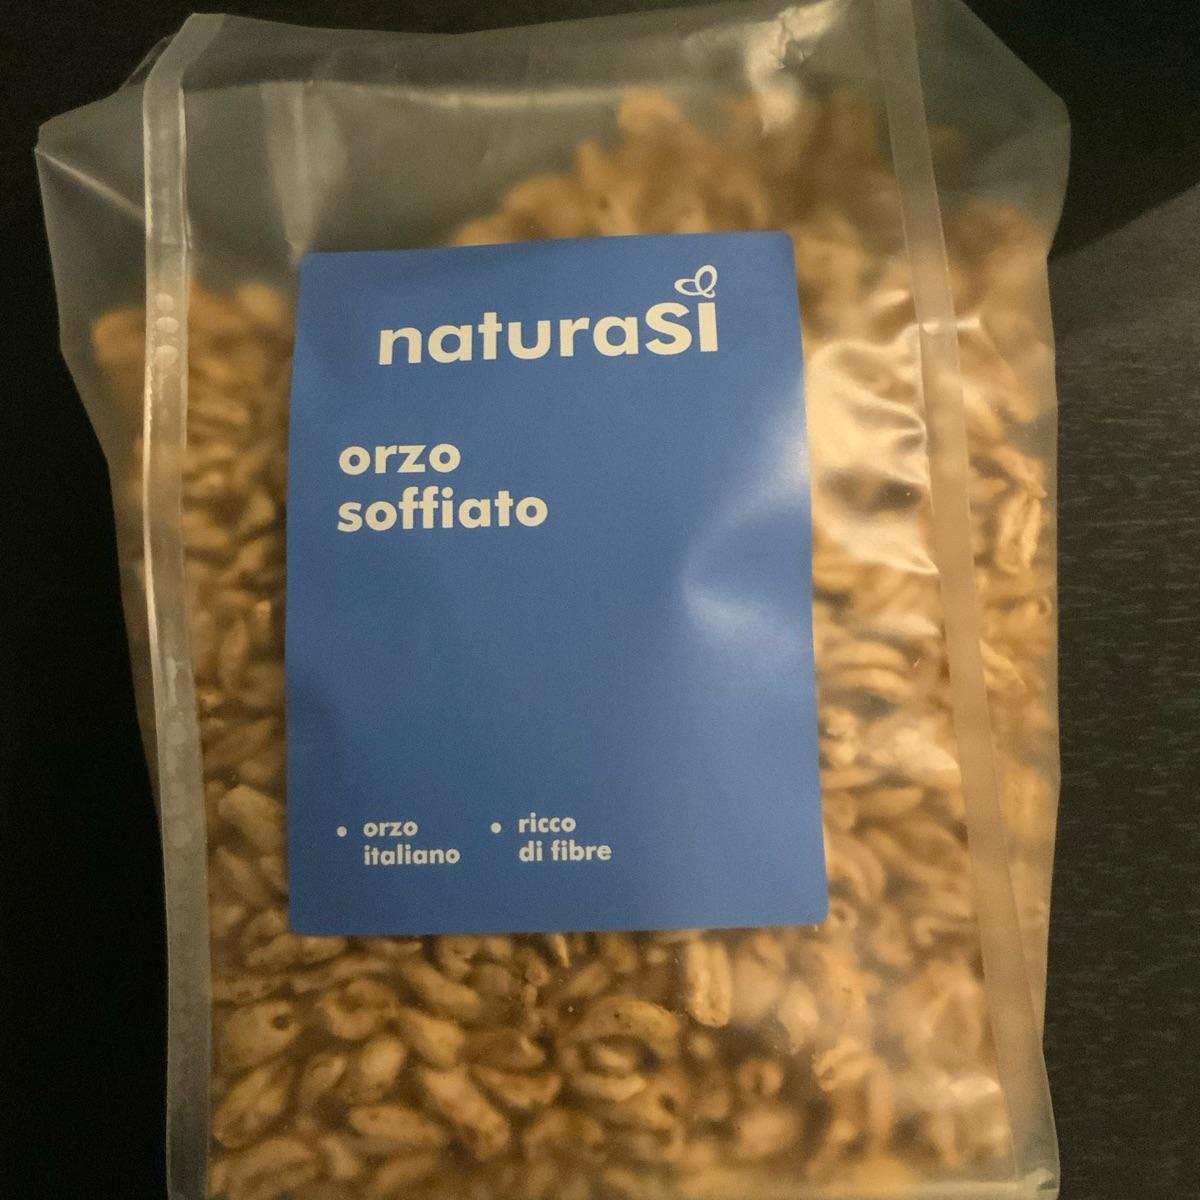 naturaSì
orzo
soffiato
• orzo
italiano
• ricco
di fibre